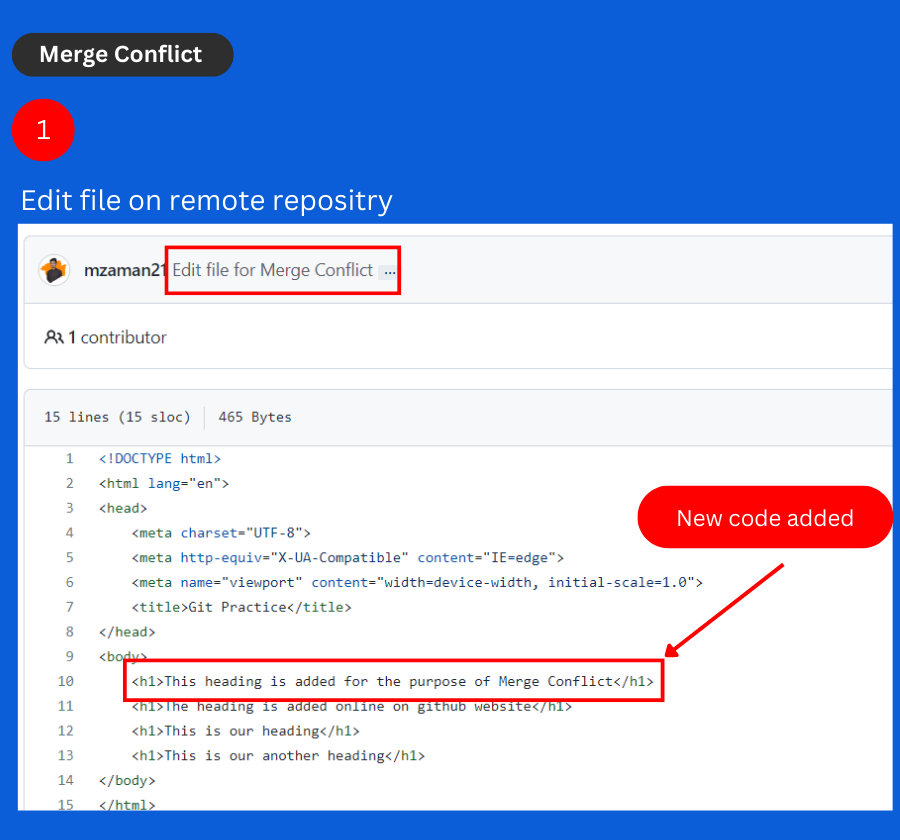 Merge Conflict
1
Edit file on remote repositry
mzaman21 Edit file for Merge Conflict ...
1 contributor
15 lines (15 sloc) 465 Bytes
1 <!DOCTYPE html>
2 <html lang="en">
3 <head>
4 <meta charset="UTF-8">
5 <meta http-equiv="X-UA-Compatible" content="IE=edge">
6 <meta name="viewport" content="width=device-width, initial-scale=1.0">
7 <title>Git Practice</title>
8 </head>
9 <body>
New code added
10 <h1>This heading is added for the purpose of Merge Conflict</h1>
11 <h1>The heading is added online on github website</h1>
12 <h1>This is our heading</h1>
13 <h1>This is our another heading</h1>
14 </body>
15 </html>